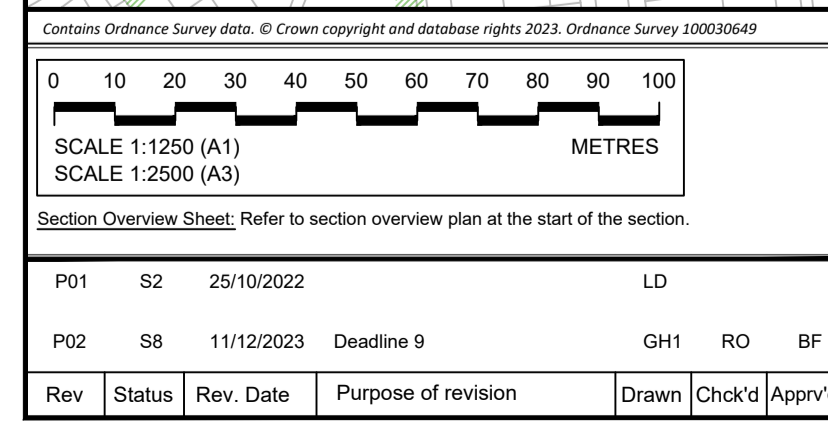 Contains Ordnance Survey data. © Crown copyright and database rights 2023. Ordnance Survey 100030649
0 10 20 30 40 50 60 70 80 90 100
SCALE 1:1250 (A1) METRES
SCALE 1:2500 (A3)
Section Overview Sheet: Refer to section overview plan at the start of the section.
P01 S2 25/10/2022 LD
P02 S8 11/12/2023 Deadline 9 GH1 RO BF
Rev Status Rev. Date Purpose of revision Drawn Chck'd Apprv'